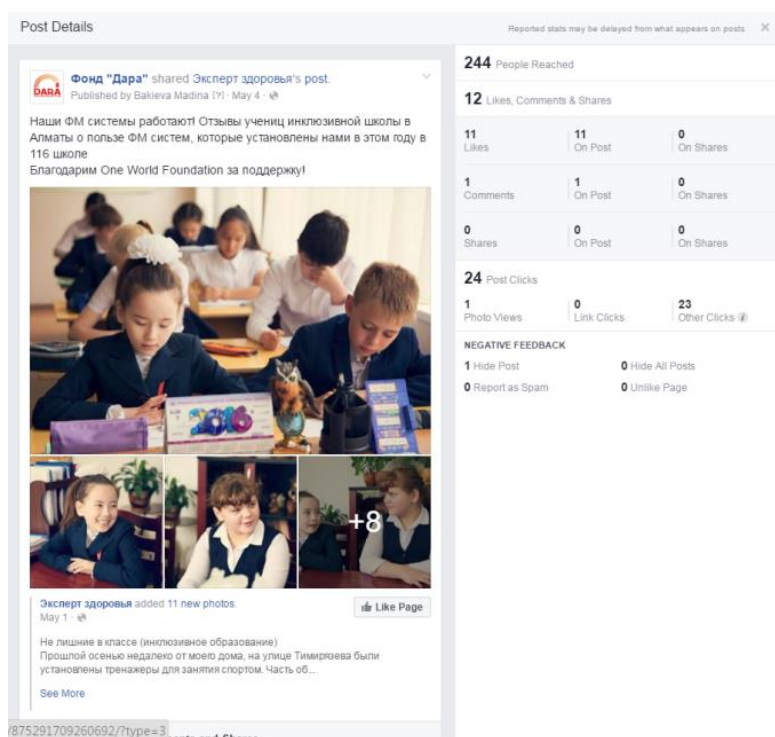 Post Details
Reported stats may be delayed from what appears on posts
DARA
Фонд "Дара" shared Эксперт здоровья's post.
Published by Bakieva Madina [?] · May 4 ·
Наши ФМ системы работают! Отзывы учениц инклюзивной школы в
Алматы о пользе ФМ систем, которые установлены нами в этом году в
116 школе
Благодарим One World Foundation за поддержку!
2016
+8
Эксперт здоровья added 11 new photos.
May 1 ·
Like Page
Не лишние в классе (инклюзивное образование)
Прошлой осенью недалеко от моего дома, на улице Тимирязева были
установлены тренажеры для занятия спортом. Часть об...
See More
/875291709260692/?type=3
244 People Reached
12 Likes, Comments & Shares
11 11 0
Likes On Post On Shares
1 1 0
Comments On Post On Shares
0 0 0
Shares On Post On Shares
24 Post Clicks
1 0 23
Photo Views Link Clicks Other Clicks
NEGATIVE FEEDBACK
1 Hide Post 0 Hide All Posts
0 Report as Spam 0 Unlike Page